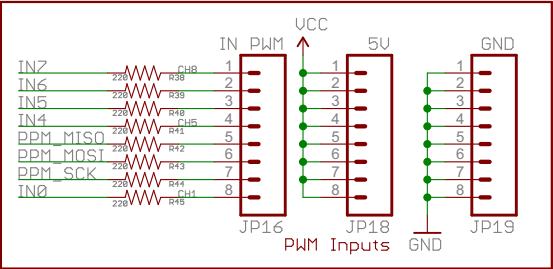 VCC
IN PWM 5V GND
IN7 220 R38 CH8 1 1 1
IN6 220 R39 2 2 2
IN5 220 R40 3 3 3
IN4 220 R41 CH5 4 4 4
PPM_MISO 220 R42 5 5 5
PPM_MOSI 220 R43 6 6 6
PPM_SCK 220 R44 7 7 7
IN0 220 R45 CH1 8 8 8
JP16 JP18 JP19
PWM Inputs GND